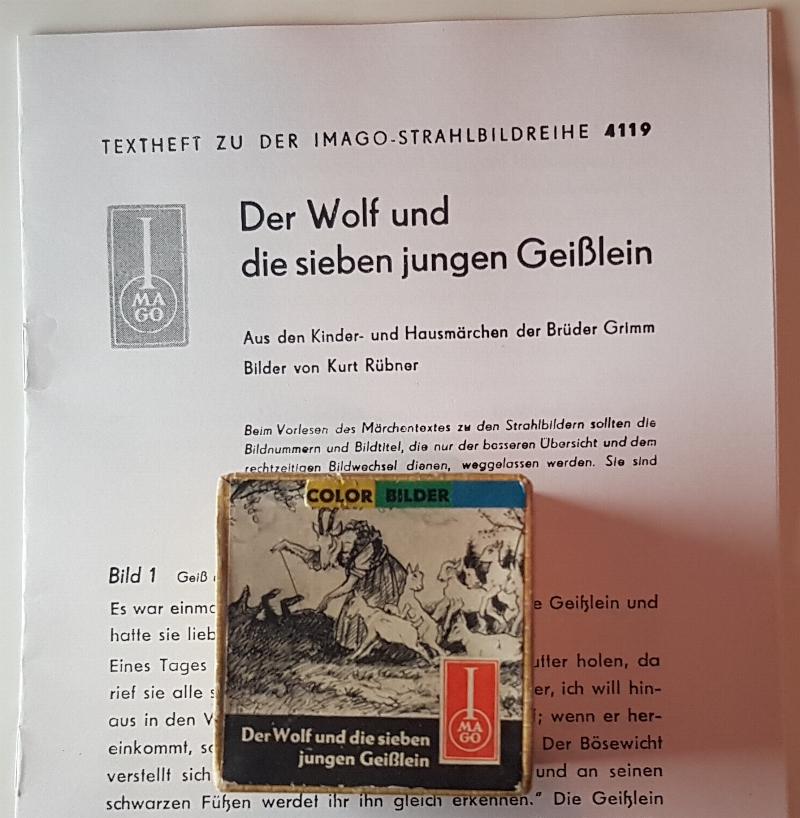 TEXTHEFT ZU DER IMAGO-STRAHLBILDREIHE 4119
I
MA
GO
Der Wolf und
die sieben jungen Geißlein
Aus den Kinder- und Hausmärchen der Brüder Grimm
Bilder von Kurt Rübner
Beim Vorlesen des Märchentextes zu den Strahlbildern sollten die
Bildnummern und Bildtitel, die nur der besseren Übersicht und dem
rechtzeitigen Bildwechsel dienen, weggelassen werden. Sie sind
COLOR BILDER
I
MA
GO
Der Wolf und die sieben
jungen Geißlein
Bild 1 Geiß
Es war einma Geißlein und
hatte sie lieb
Eines Tages holen, da
rief sie alle er, ich will hin-
aus in den wenn er her-
einkommt, Der Bösewicht
verstellt sich und an seinen
schwarzen Füßen werdet ihr ihn gleich erkennen.“ Die Geißlein